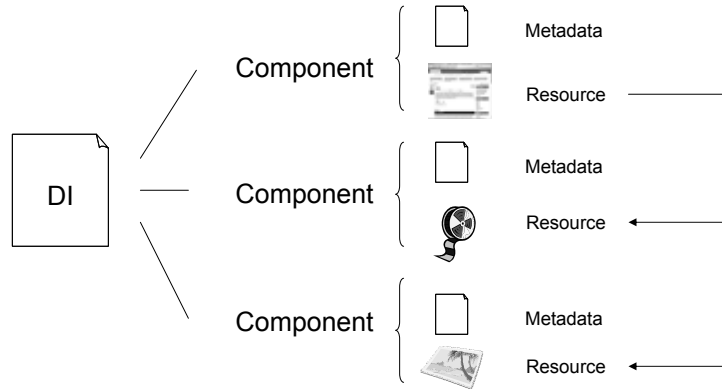 DI
Component
Metadata
Resource
Component
Metadata
Resource
Component
Metadata
Resource